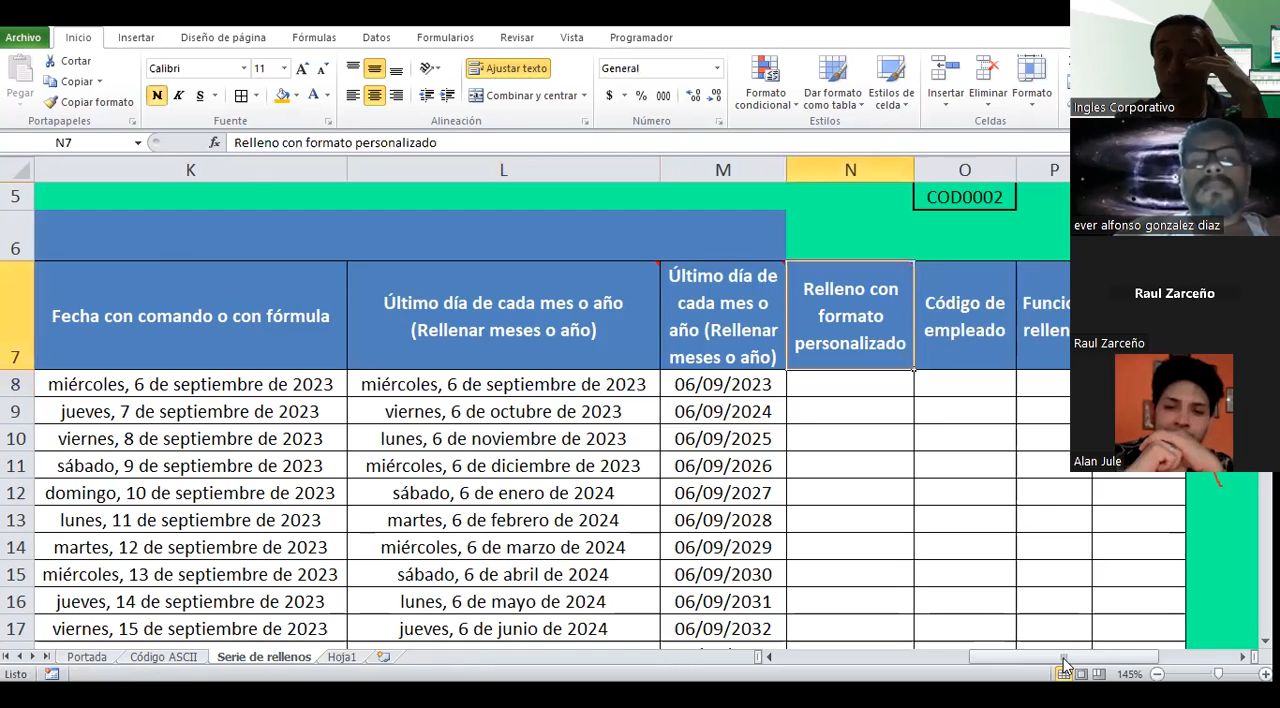 Archivo Inicio Insertar Diseño de página Fórmulas Datos Formularios Revisar Vista Programador
Pegar
Cortar
Copiar
Copiar formato
Portapapeles
Calibri 11
N K S
Fuente
Ajustar texto
Combinar y centrar
Alineación
General
$ % 000
Número
Formato condicional
Dar formato como tabla
Estilos de celda
Estilos
Insertar Eliminar Formato
Celdas
N7 fx Relleno con formato personalizado
K L M N O P
5 COD0002
6
7 Fecha con comando o con fórmula
Último día de cada mes o año
(Rellenar meses o año)
Último día de
cada mes o
año (Rellenar
meses o año)
Relleno con
formato
personalizado
Código de
empleado
Funcio
rellen
8 miércoles, 6 de septiembre de 2023 miércoles, 6 de septiembre de 2023 06/09/2023
9 jueves, 7 de septiembre de 2023 viernes, 6 de octubre de 2023 06/09/2024
10 viernes, 8 de septiembre de 2023 lunes, 6 de noviembre de 2023 06/09/2025
11 sábado, 9 de septiembre de 2023 miércoles, 6 de diciembre de 2023 06/09/2026
12 domingo, 10 de septiembre de 2023 sábado, 6 de enero de 2024 06/09/2027
13 lunes, 11 de septiembre de 2023 martes, 6 de febrero de 2024 06/09/2028
14 martes, 12 de septiembre de 2023 miércoles, 6 de marzo de 2024 06/09/2029
15 miércoles, 13 de septiembre de 2023 sábado, 6 de abril de 2024 06/09/2030
16 jueves, 14 de septiembre de 2023 lunes, 6 de mayo de 2024 06/09/2031
17 viernes, 15 de septiembre de 2023 jueves, 6 de junio de 2024 06/09/2032
Portada Código ASCII Serie de rellenos Hoja1
Listo 145%
Ingles Corporativo
ever alfonso gonzalez diaz
Raul Zarceño
Raul Zarceño
Alan Jule